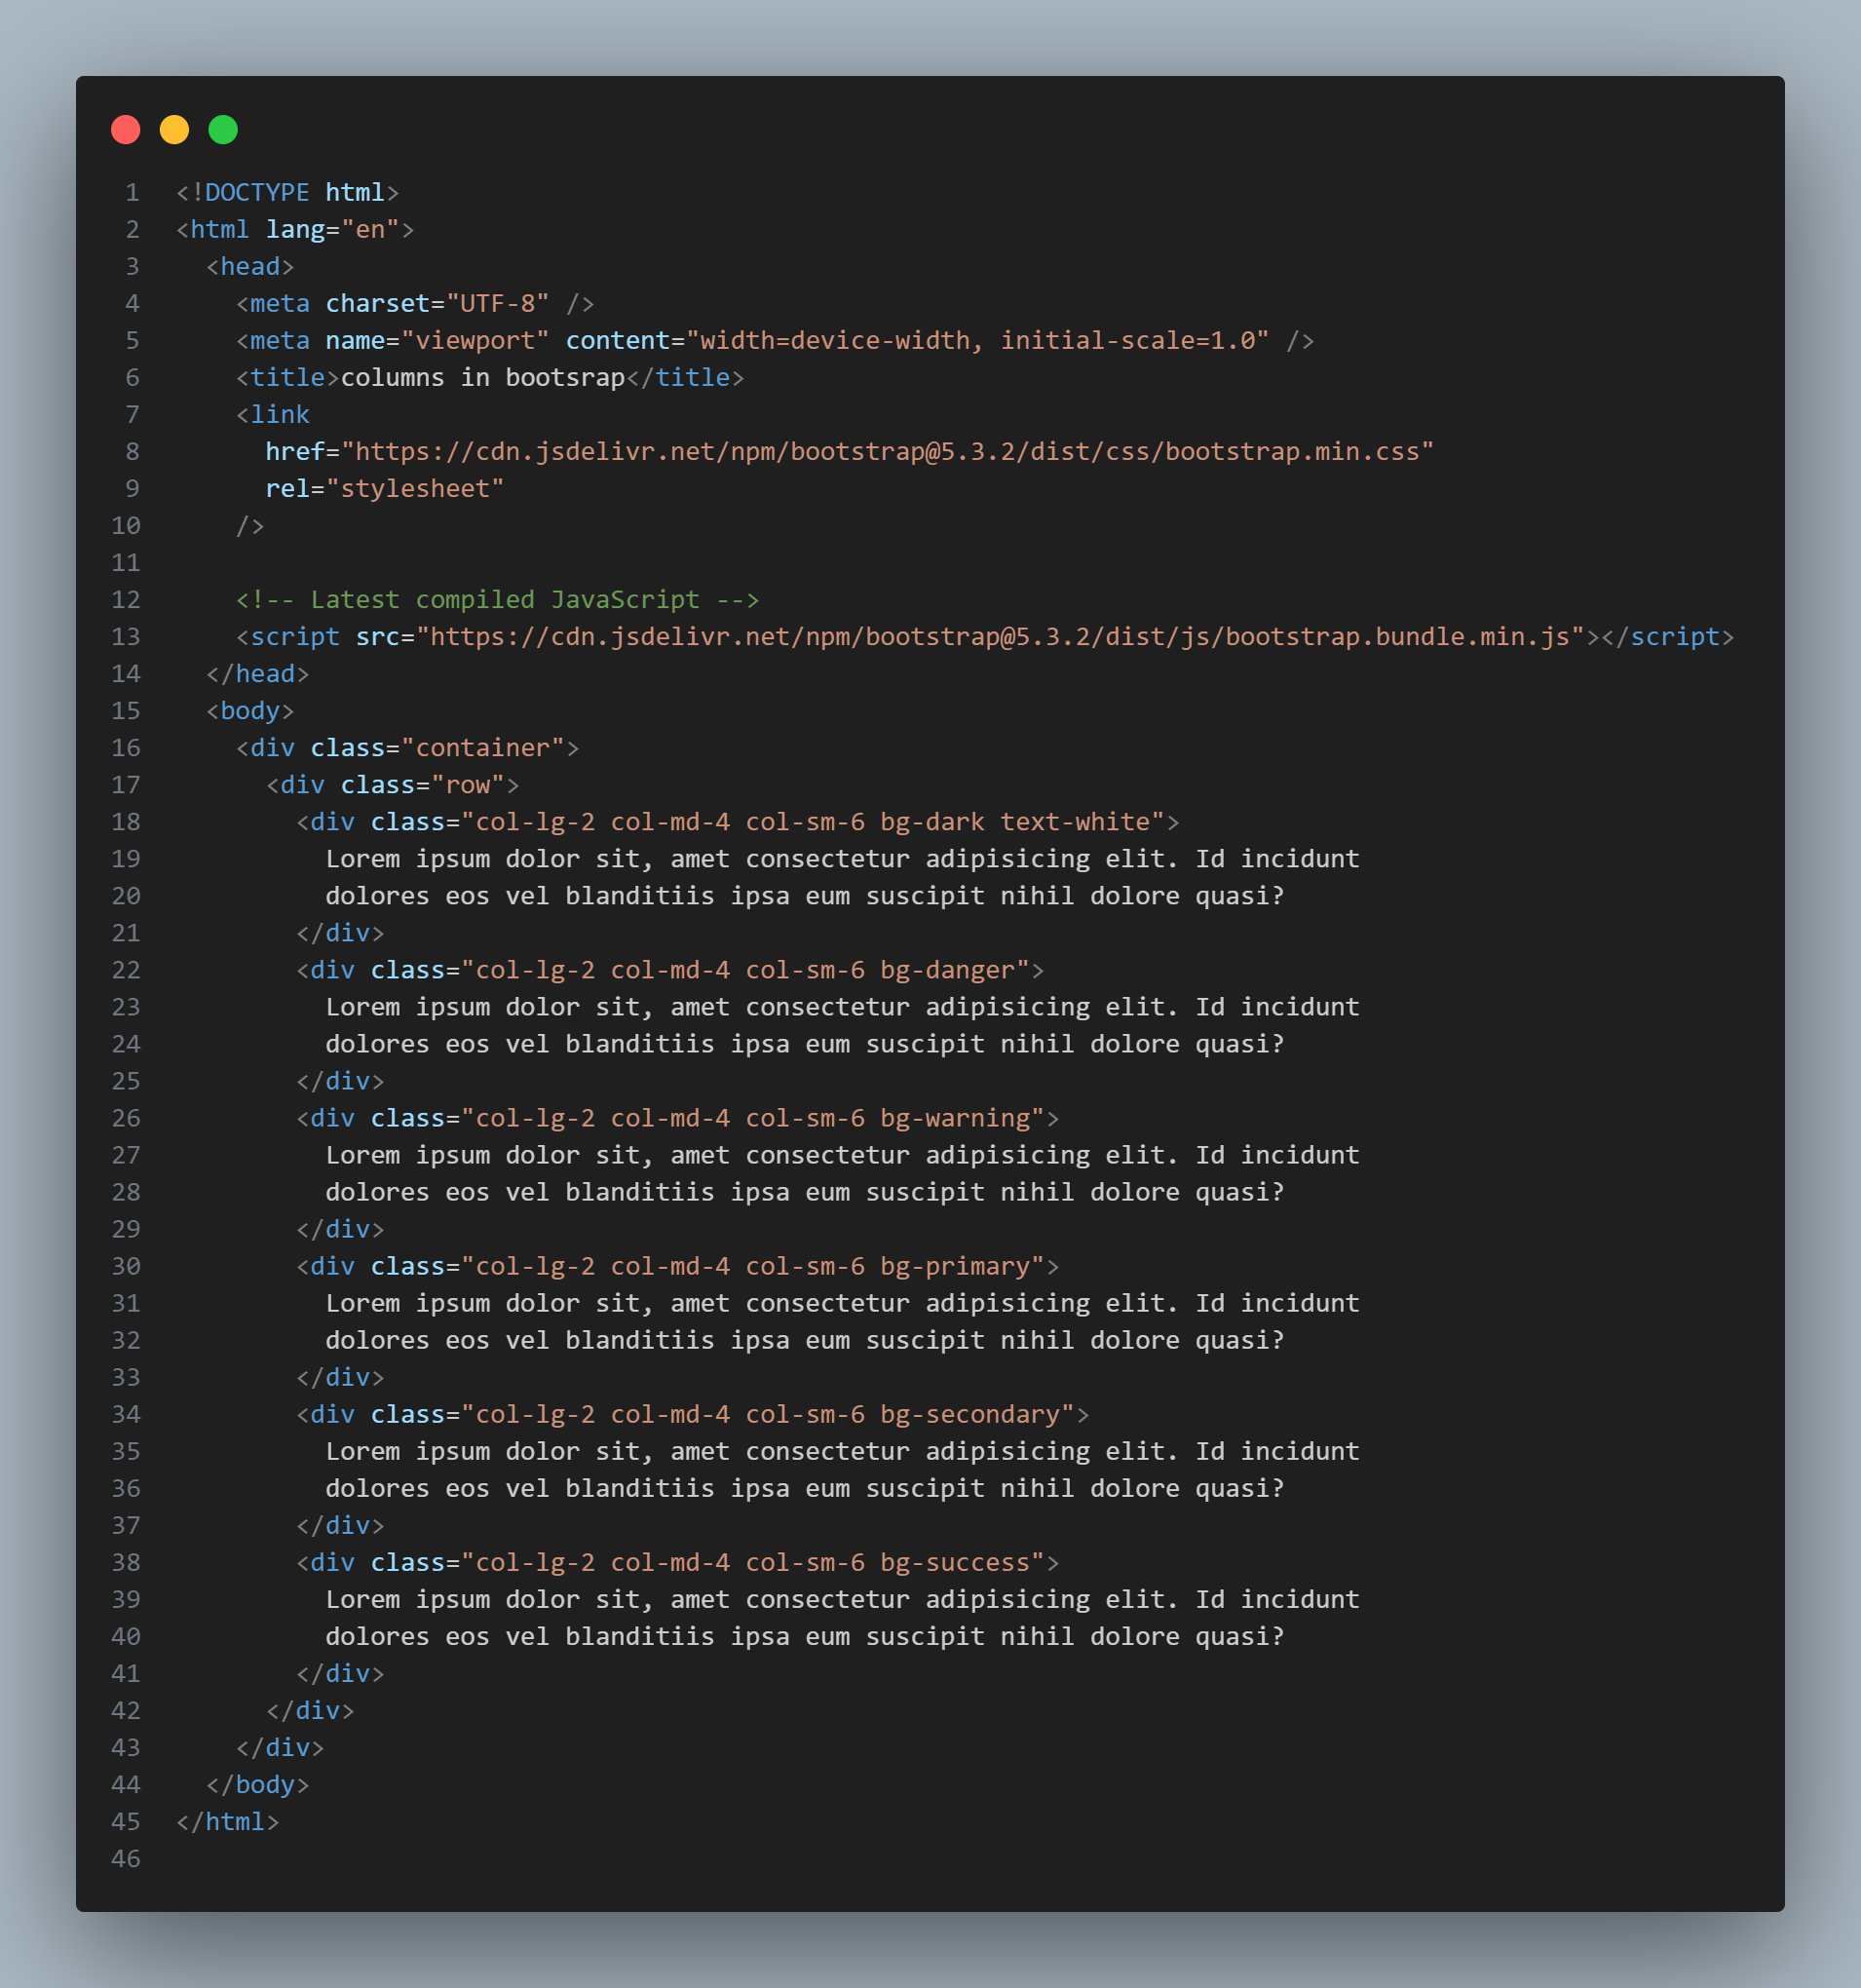 1 <!DOCTYPE html>
2 <html lang="en">
3   <head>
4     <meta charset="UTF-8" />
5     <meta name="viewport" content="width=device-width, initial-scale=1.0" />
6     <title>columns in bootsrap</title>
7     <link
8       href="https://cdn.jsdelivr.net/npm/bootstrap@5.3.2/dist/css/bootstrap.min.css"
9       rel="stylesheet"
10     />
11
12     <!-- Latest compiled JavaScript -->
13     <script src="https://cdn.jsdelivr.net/npm/bootstrap@5.3.2/dist/js/bootstrap.bundle.min.js"></script>
14   </head>
15   <body>
16     <div class="container">
17       <div class="row">
18         <div class="col-lg-2 col-md-4 col-sm-6 bg-dark text-white">
19           Lorem ipsum dolor sit, amet consectetur adipisicing elit. Id incidunt
20           dolores eos vel blanditiis ipsa eum suscipit nihil dolore quasi?
21         </div>
22         <div class="col-lg-2 col-md-4 col-sm-6 bg-danger">
23           Lorem ipsum dolor sit, amet consectetur adipisicing elit. Id incidunt
24           dolores eos vel blanditiis ipsa eum suscipit nihil dolore quasi?
25         </div>
26         <div class="col-lg-2 col-md-4 col-sm-6 bg-warning">
27           Lorem ipsum dolor sit, amet consectetur adipisicing elit. Id incidunt
28           dolores eos vel blanditiis ipsa eum suscipit nihil dolore quasi?
29         </div>
30         <div class="col-lg-2 col-md-4 col-sm-6 bg-primary">
31           Lorem ipsum dolor sit, amet consectetur adipisicing elit. Id incidunt
32           dolores eos vel blanditiis ipsa eum suscipit nihil dolore quasi?
33         </div>
34         <div class="col-lg-2 col-md-4 col-sm-6 bg-secondary">
35           Lorem ipsum dolor sit, amet consectetur adipisicing elit. Id incidunt
36           dolores eos vel blanditiis ipsa eum suscipit nihil dolore quasi?
37         </div>
38         <div class="col-lg-2 col-md-4 col-sm-6 bg-success">
39           Lorem ipsum dolor sit, amet consectetur adipisicing elit. Id incidunt
40           dolores eos vel blanditiis ipsa eum suscipit nihil dolore quasi?
41         </div>
42       </div>
43     </div>
44   </body>
45 </html>
46